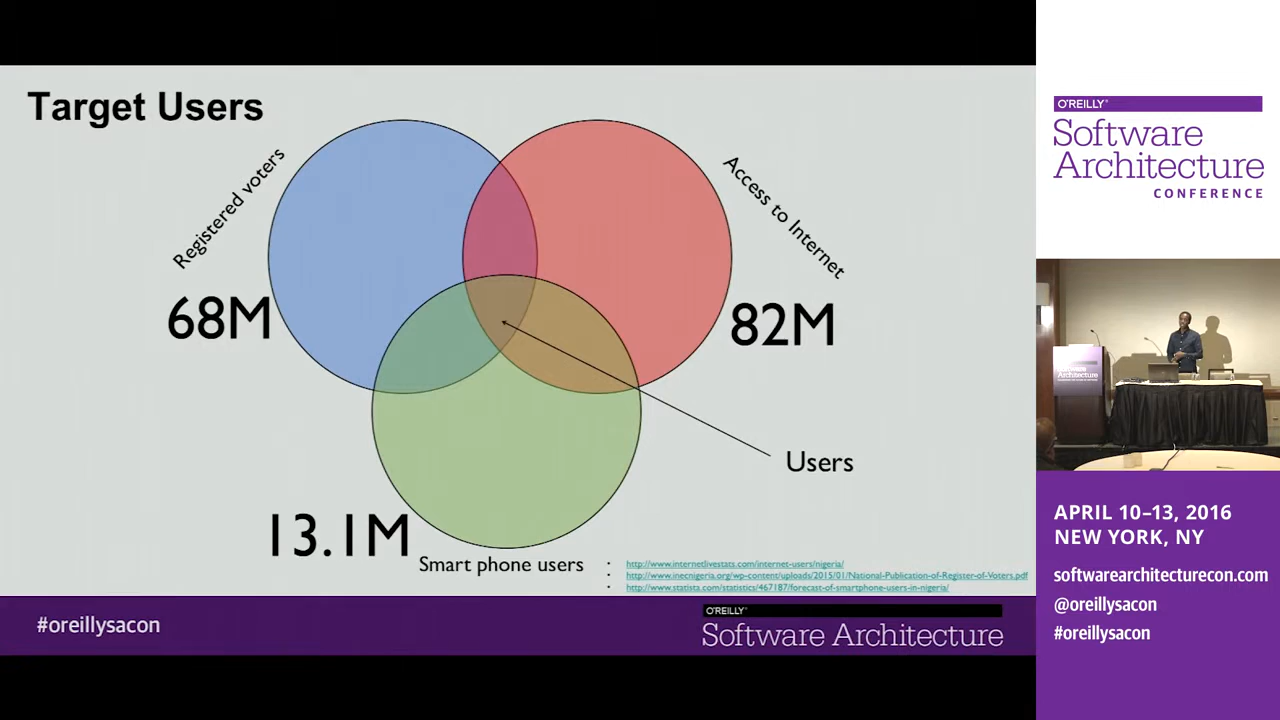 Target Users
Registered voters
Access to Internet
68M
82M
Users
13.1M
Smart phone users
• http://www.internetlivestats.com/internet-users/nigeria/
• http://www.inecnigeria.org/wp-content/uploads/2015/01/National-Publication-of-Register-of-Voters.pdf
• http://www.statista.com/statistics/467187/forecast-of-smartphone-users-in-nigeria/
#oreillysacon
O'REILLY®
Software Architecture
O'REILLY®
Software
Architecture
CONFERENCE
Software
Architecture
APRIL 10–13, 2016
NEW YORK, NY
softwarearchitecturecon.com
@oreillysacon
#oreillysacon